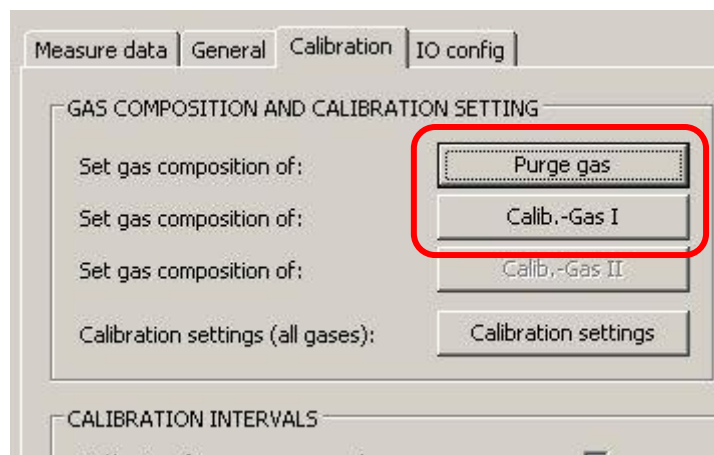 Measure data General Calibration IO config
GAS COMPOSITION AND CALIBRATION SETTING
Set gas composition of: Purge gas
Set gas composition of: Calib.-Gas I
Set gas composition of: Calib.-Gas II
Calibration settings (all gases): Calibration settings
CALIBRATION INTERVALS